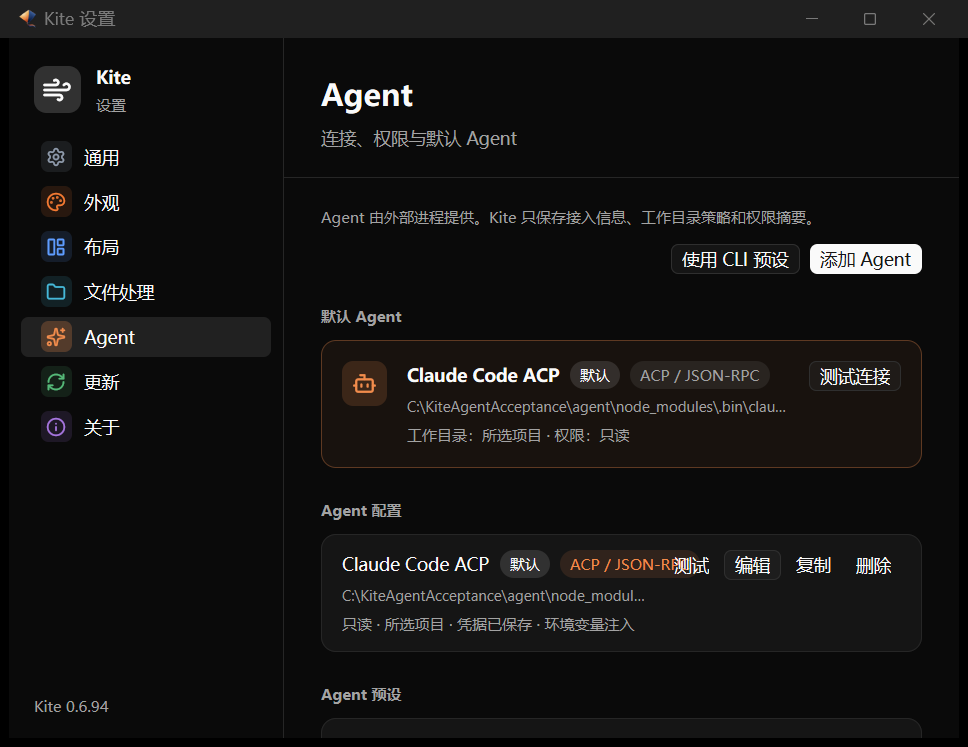 Kite 设置
Kite
设置
通用
外观
布局
文件处理
Agent
更新
关于
Kite 0.6.94
Agent
连接、权限与默认 Agent
Agent 由外部进程提供。Kite 只保存接入信息、工作目录策略和权限摘要。
使用 CLI 预设
添加 Agent
默认 Agent
Claude Code ACP 默认 ACP / JSON-RPC 测试连接
C:\KiteAgentAcceptance\agent\node_modules\.bin\clau...
工作目录：所选项目 · 权限：只读
Agent 配置
Claude Code ACP 默认 ACP / JSON-RP 测试 编辑 复制 删除
C:\KiteAgentAcceptance\agent\node_modul...
只读 · 所选项目 · 凭据已保存 · 环境变量注入
Agent 预设